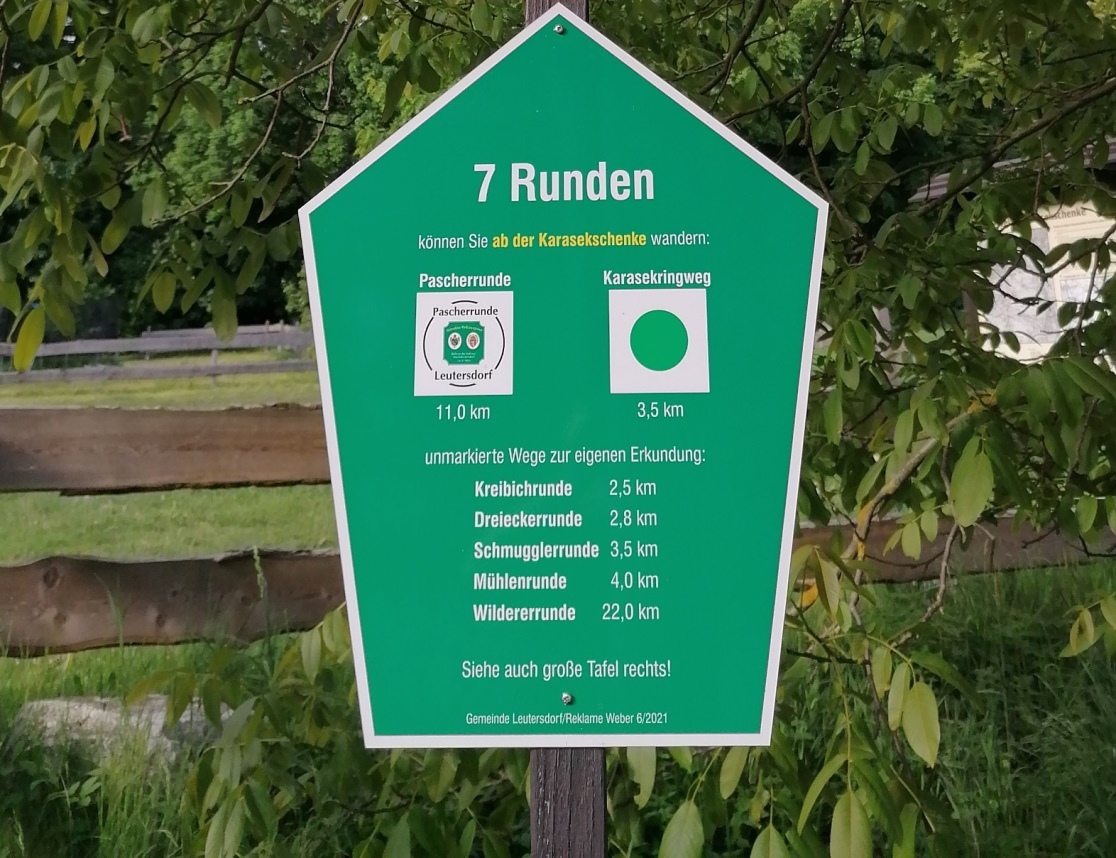 7 Runden
können Sie ab der Karasekschenke wandern:
Pascherrunde Karasekringweg
Pascherrunde
Leutersdorf
11,0 km 3,5 km
unmarkierte Wege zur eigenen Erkundung:
Kreibichrunde 2,5 km
Dreieckerrunde 2,8 km
Schmugglerrunde 3,5 km
Mühlenrunde 4,0 km
Wildererrunde 22,0 km
Siehe auch große Tafel rechts!
Gemeinde Leutersdorf/Reklame Weber 6/2021